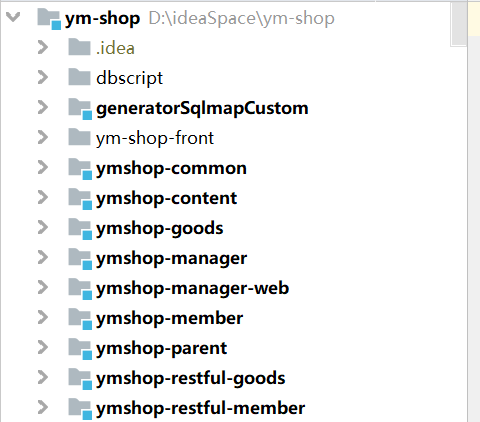 ym-shop D:\ideaSpace\ym-shop
.idea
dbscript
generatorSqlmapCustom
ym-shop-front
ymshop-common
ymshop-content
ymshop-goods
ymshop-manager
ymshop-manager-web
ymshop-member
ymshop-parent
ymshop-restful-goods
ymshop-restful-member